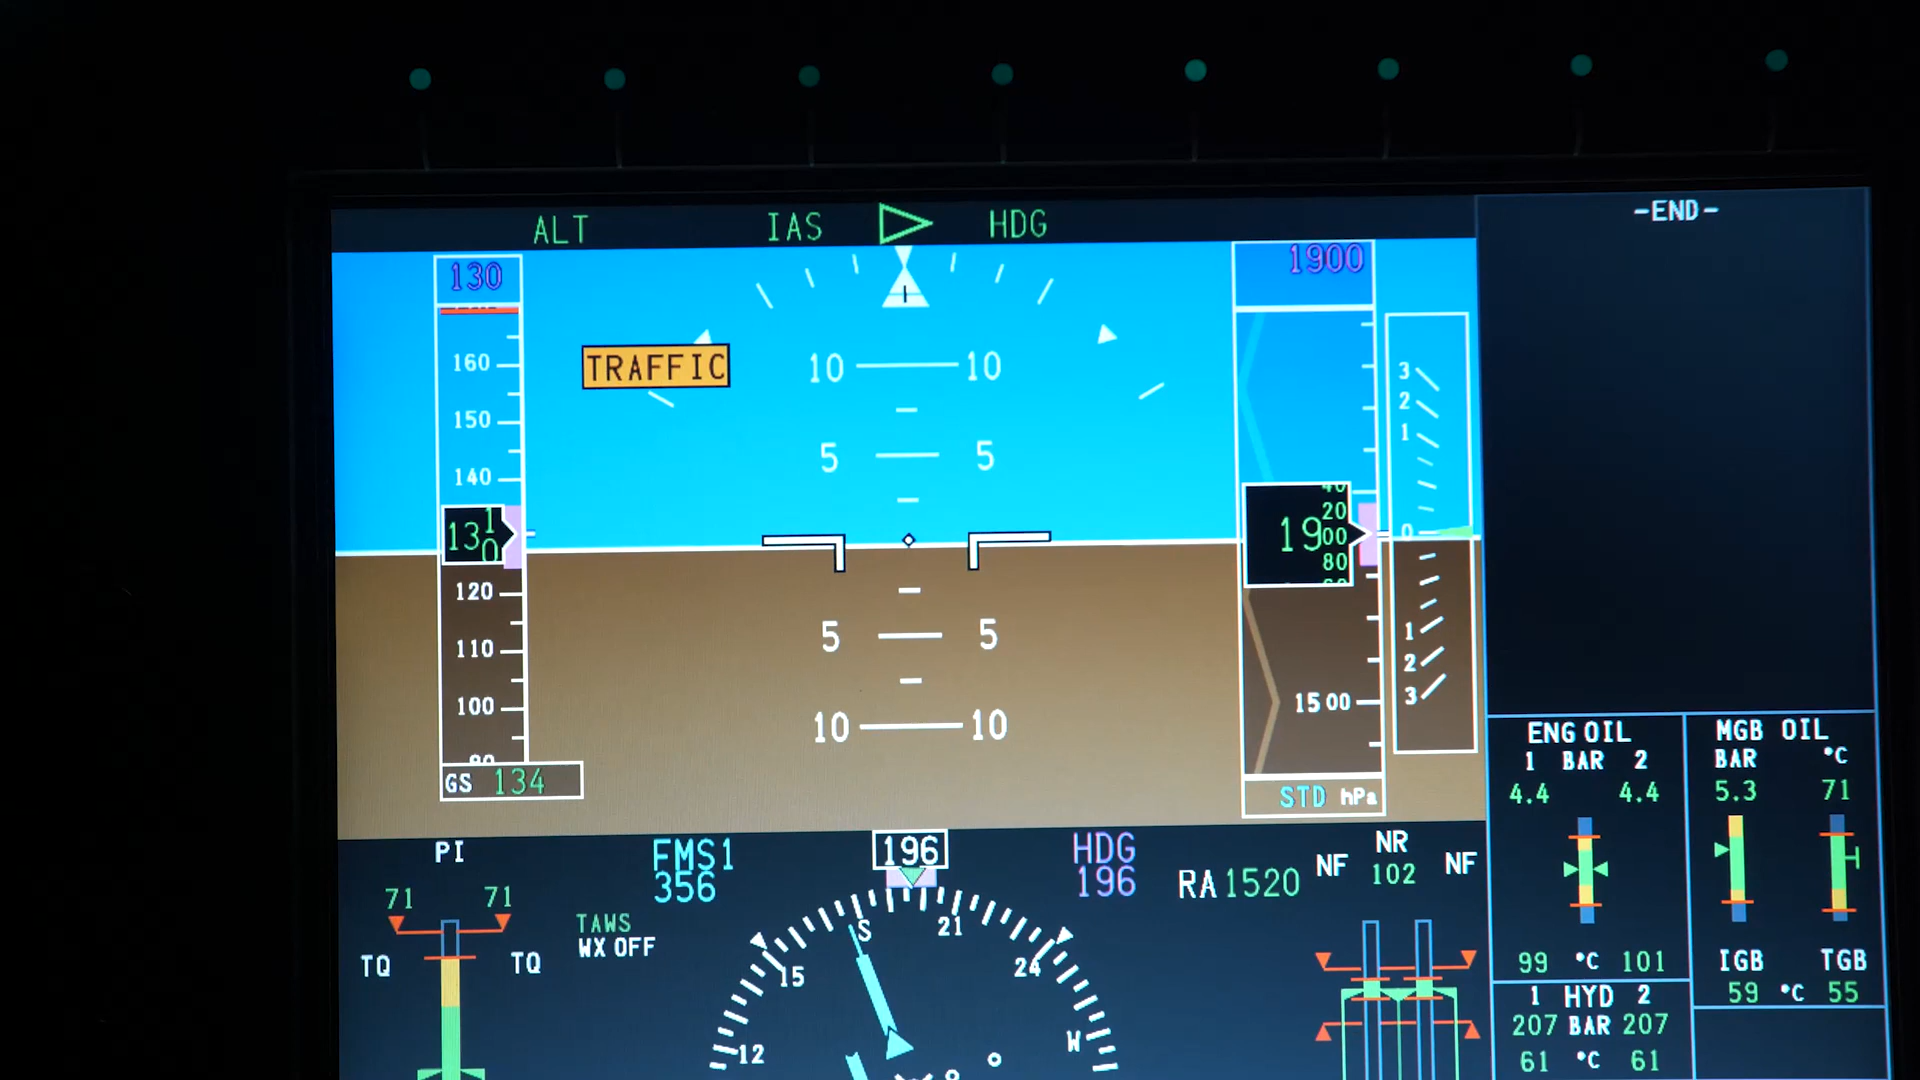 ALT IAS HDG
-END-
130
1900
160
150
140
131
0
120
110
100
GS 134
TRAFFIC
10 10
5 5
5 5
10 10
20
1900
80
1500
STD hPa
3
2
1
0
1
2
3
PI
71 71
TQ TQ
FMS1
356
TAWS
WX OFF
196
HDG
196
RA 1520
NR
NF 102 NF
12 15 S 21 24 W
ENG OIL
1 BAR 2
4.4 4.4
99 °C 101
MGB OIL
BAR °C
5.3 71
IGB TGB
59 °C 55
1 HYD 2
207 BAR 207
61 °C 61